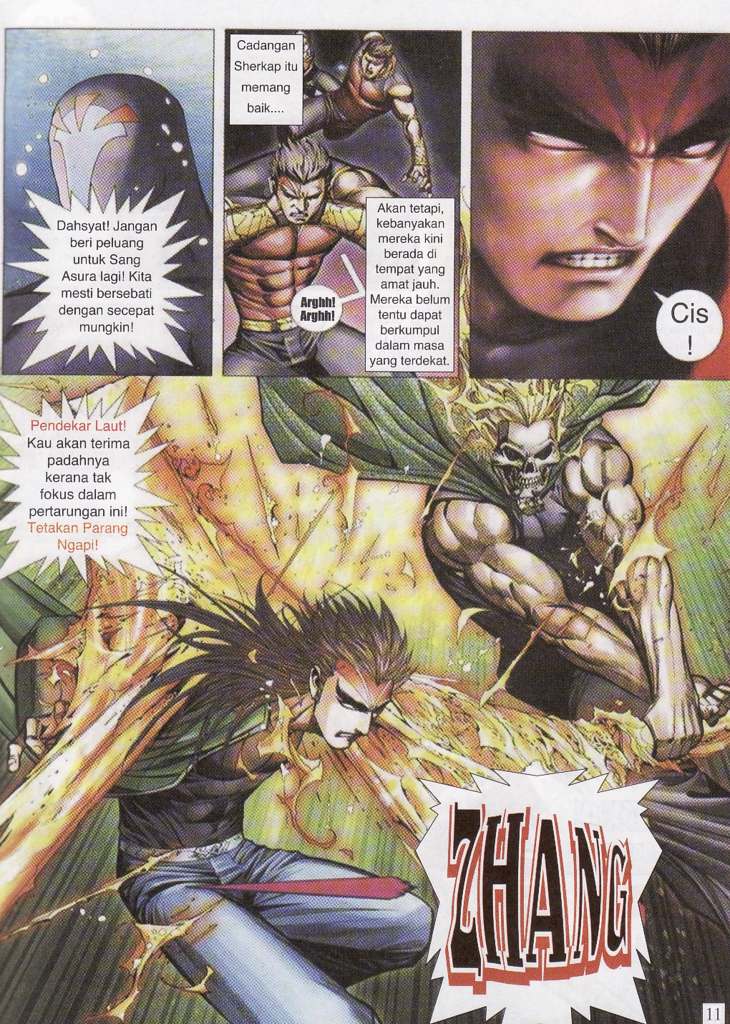 Dahsyat! Jangan
beri peluang
untuk Sang
Asura lagi! Kita
mesti bersebati
dengan secepat
mungkin!
Cadangan
Sherkap itu
memang
baik....
Akan tetapi,
kebanyakan
mereka kini
berada di
tempat yang
amat jauh.
Mereka belum
tentu dapat
berkumpul
dalam masa
yang terdekat.
Arghh!
Arghh!
Cis
!
Pendekar Laut!
Kau akan terima
padahnya
kerana tak
fokus dalam
pertarungan ini!
Tetakan Parang
Ngapi!
ZHANG
11